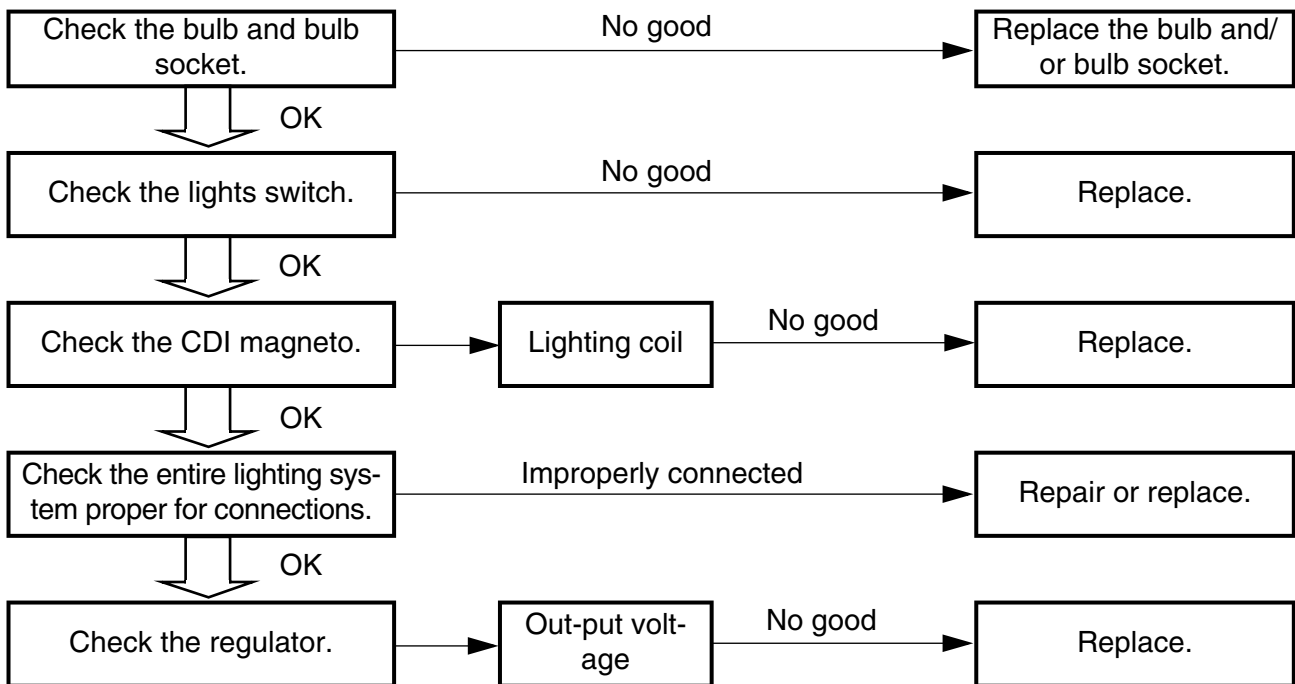 Check the bulb and bulb
socket.
No good
Replace the bulb and/
or bulb socket.
OK
Check the lights switch.
No good
Replace.
OK
Check the CDI magneto.
Lighting coil
No good
Replace.
OK
Check the entire lighting sys-
tem proper for connections.
Improperly connected
Repair or replace.
OK
Check the regulator.
Out-put volt-
age
No good
Replace.